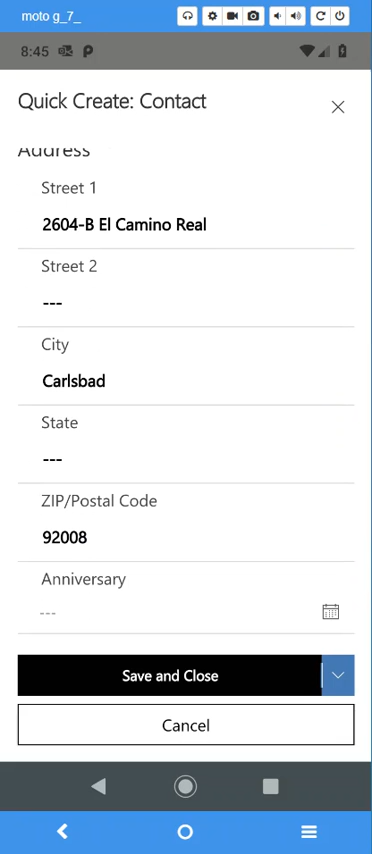 moto g_7_
8:45
Quick Create: Contact
Address
Street 1
2604-B El Camino Real
Street 2
---
City
Carlsbad
State
---
ZIP/Postal Code
92008
Anniversary
---
Save and Close
Cancel